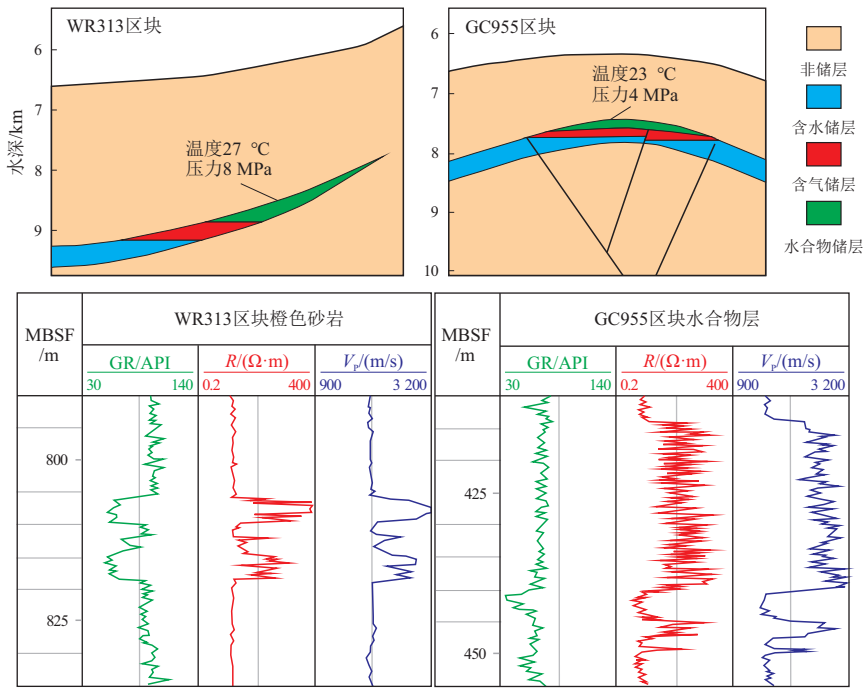 WR313区块
GC955区块
水深/km
6
7
8
9
温度27 ℃
压力8 MPa
6
7
8
9
10
温度23 ℃
压力4 MPa
非储层
含水储层
含气储层
水合物储层
MBSF
/m
WR313区块橙色砂岩
GR/API
30 140
R/(Ω·m)
0.2 400
VP/(m/s)
900 3 200
800
825
MBSF
/m
GC955区块水合物层
GR/API
30 140
R/(Ω·m)
0.2 400
VP/(m/s)
900 3 200
425
450